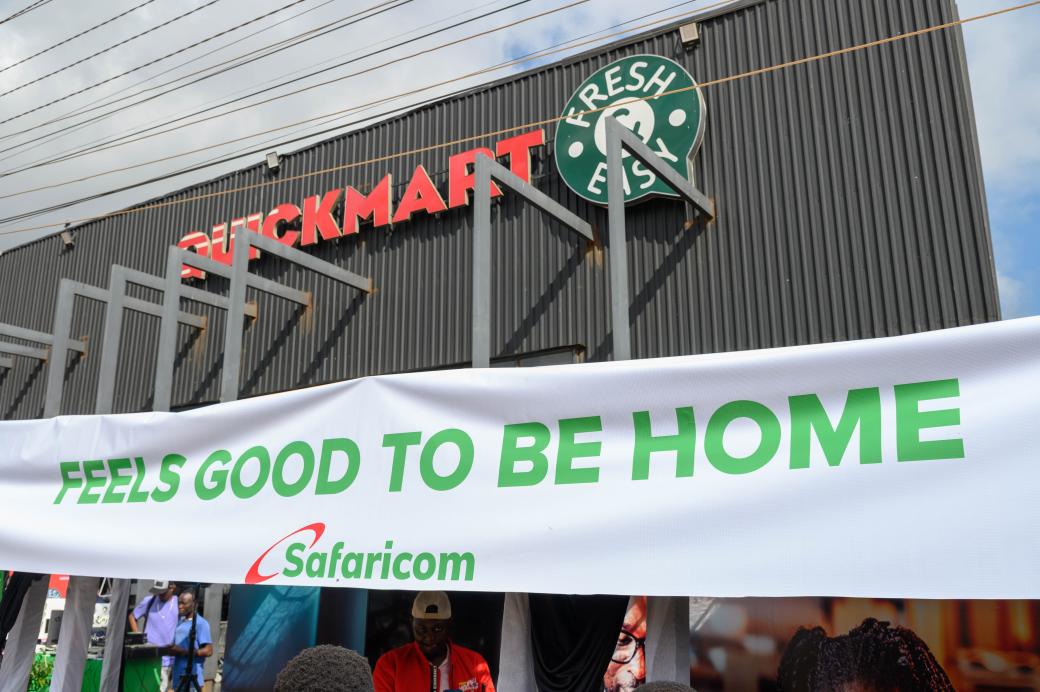 QUICKMART
FRESH
EASY
FEELS GOOD TO BE HOME
Safaricom